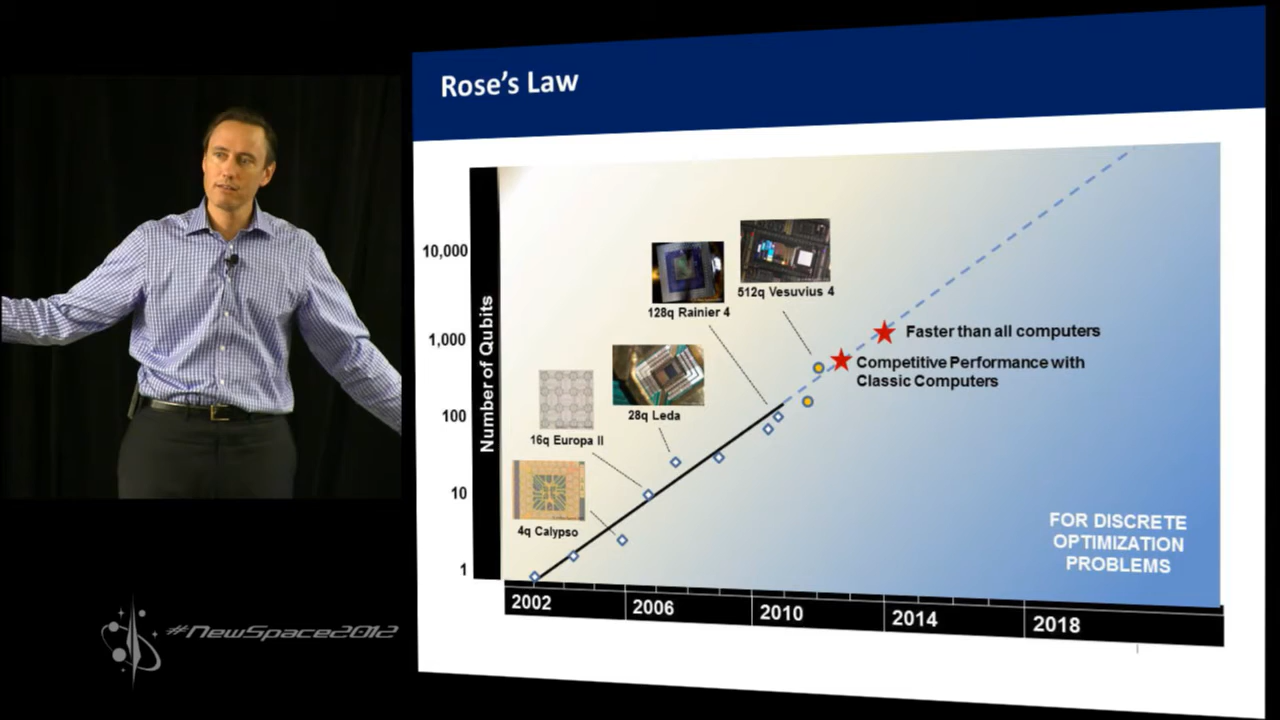 Rose's Law
Number of Qubits
10,000
1,000
100
10
1
512q Vesuvius 4
128q Rainier 4
28q Leda
16q Europa II
4q Calypso
Faster than all computers
Competitive Performance with
Classic Computers
FOR DISCRETE
OPTIMIZATION
PROBLEMS
2002
2006
2010
2014
2018
#NewSpace2012